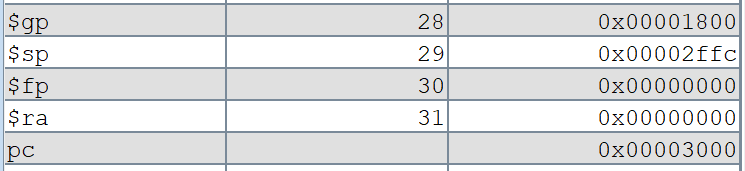 $gp 28 0x00001800
$sp 29 0x00002ffc
$fp 30 0x00000000
$ra 31 0x00000000
pc 0x00003000